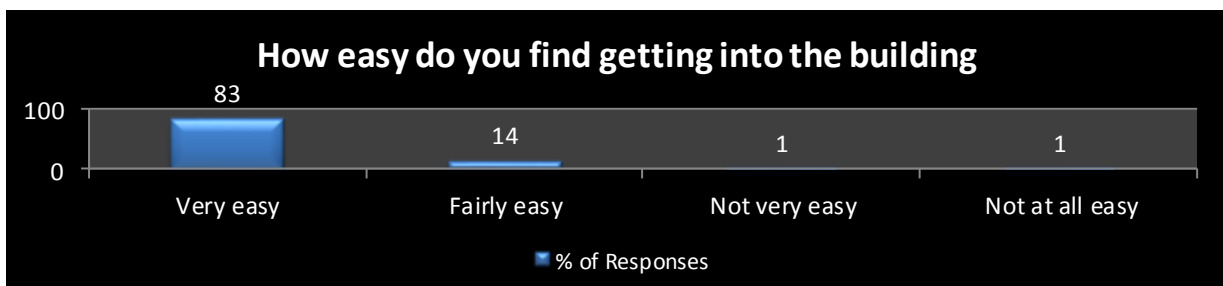 How easy do you find getting into the building
83
14
1
1
100
0
Very easy
Fairly easy
Not very easy
Not at all easy
% of Responses